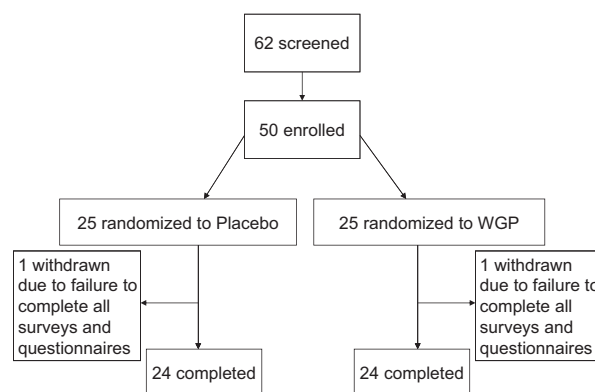 62 screened
50 enrolled
25 randomized to Placebo
25 randomized to WGP
1 withdrawn
due to failure to
complete all
surveys and
questionnaires
1 withdrawn
due to failure to
complete all
surveys and
questionnaires
24 completed
24 completed